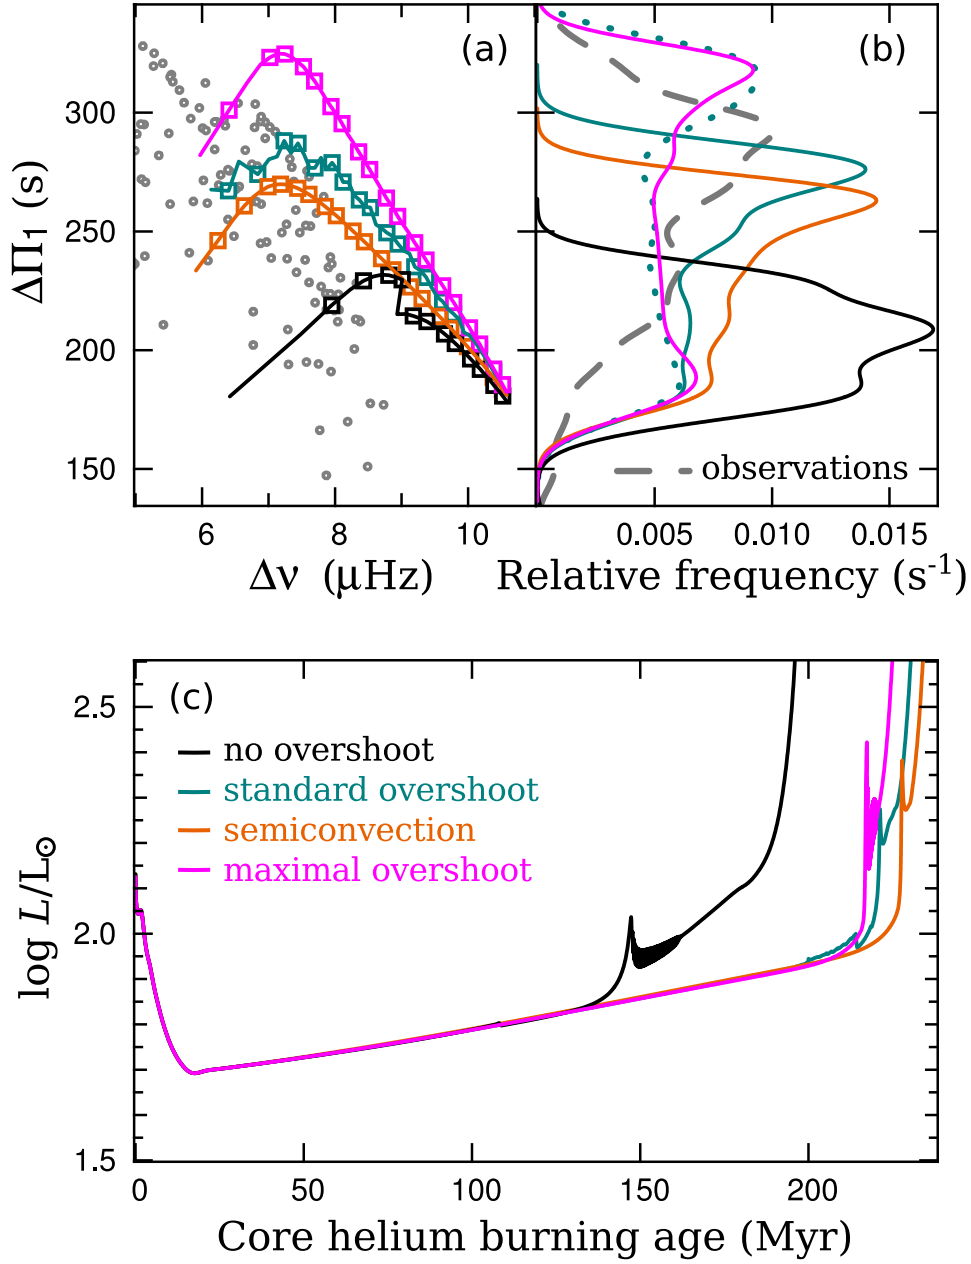 (a)
(b)
300
250
200
150
ΔΠ1 (s)
observations
6
8
10
0.005
0.010
0.015
Δν (μHz)
Relative frequency (s-1)
(c)
2.5
2.0
1.5
log L/L⊙
no overshoot
standard overshoot
semiconvection
maximal overshoot
0
50
100
150
200
Core helium burning age (Myr)